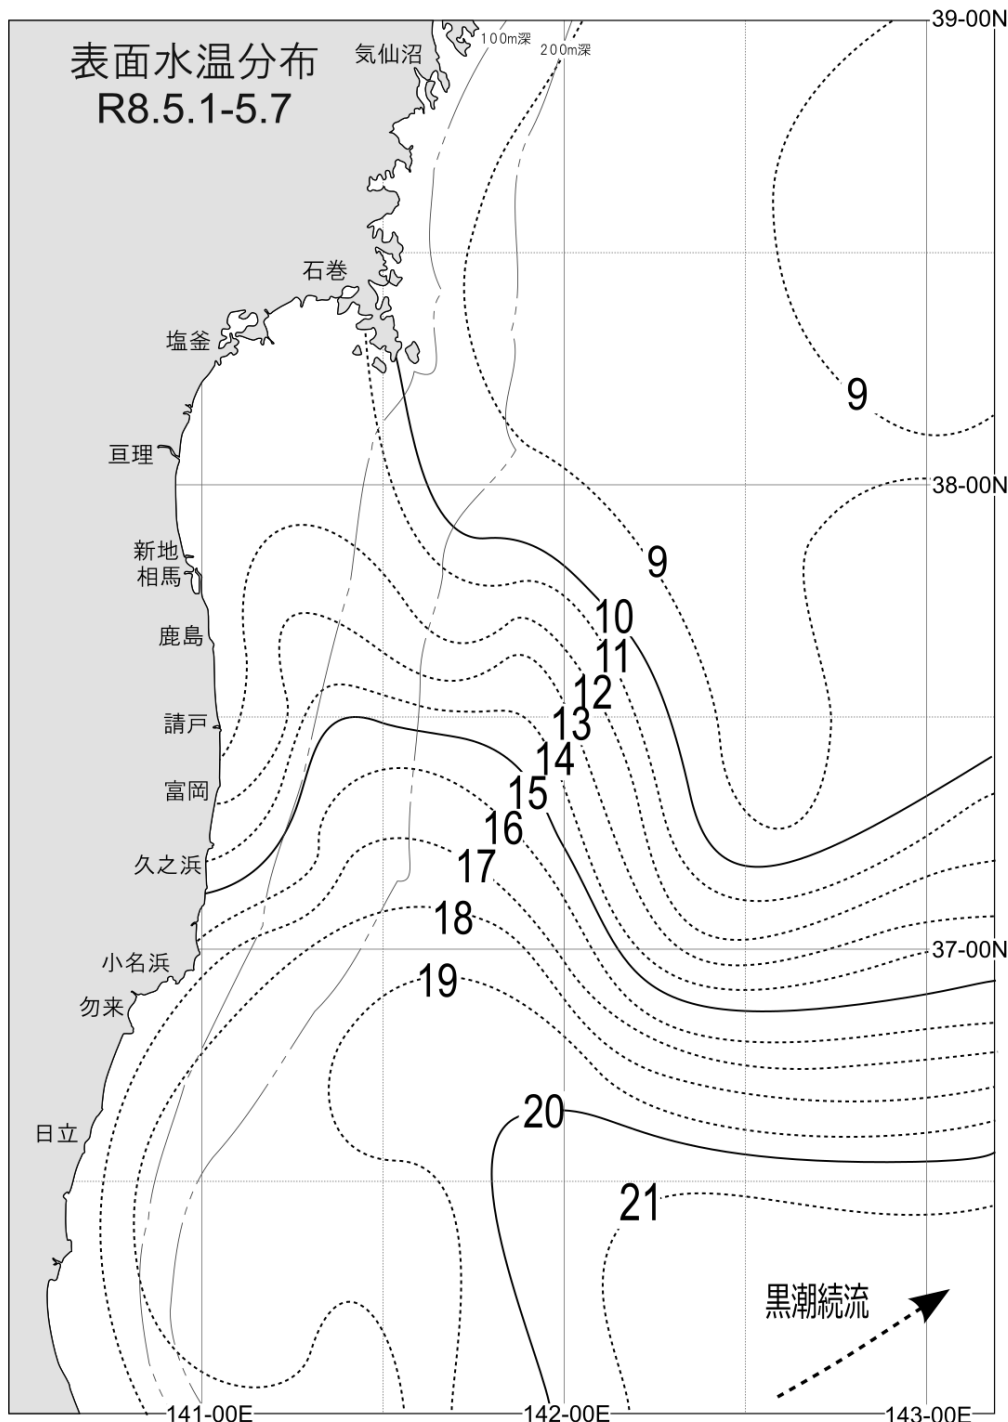 39-00N
表面水温分布
R8.5.1-5.7
気仙沼
100m深
200m深
石巻
塩釜
9
亘理
38-00N
新地
相馬
9
鹿島
10
11
12
請戸
13
14
富岡
15
16
久之浜
17
18
37-00N
小名浜
19
勿来
20
日立
21
黒潮続流
141-00E
142-00E
143-00E